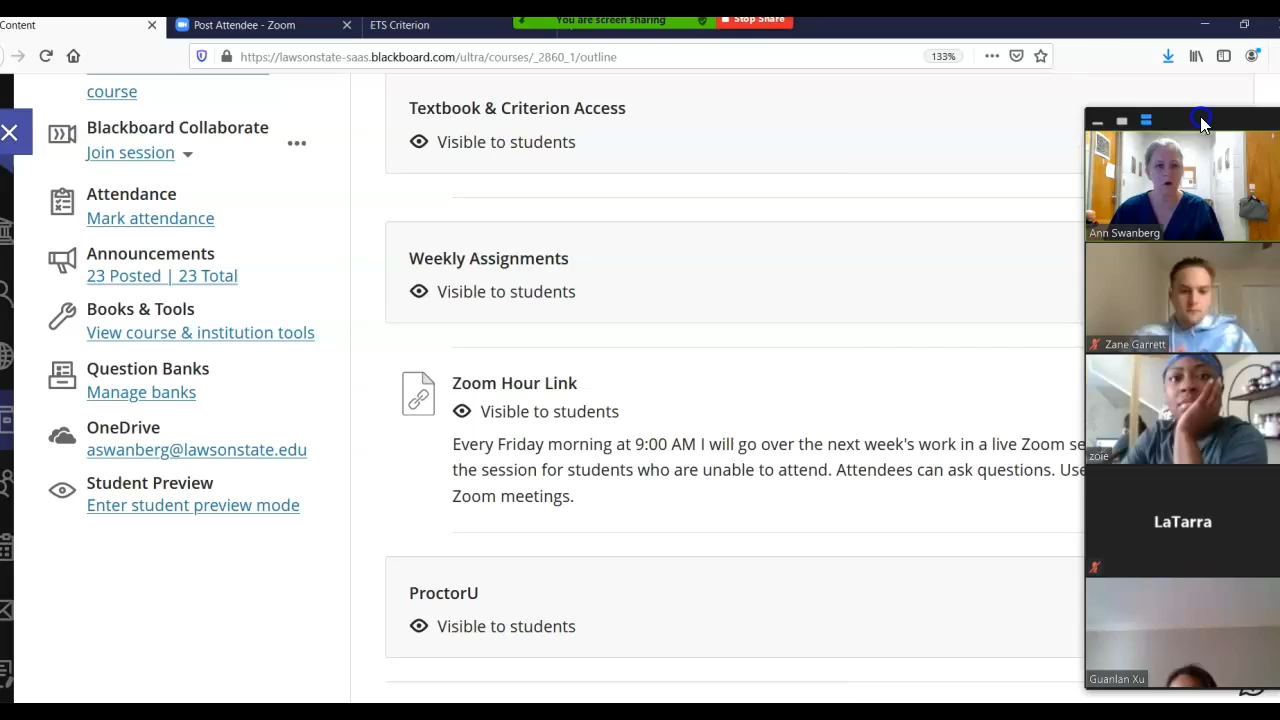 Content
Post Attendee - Zoom
ETS Criterion
You are screen sharing
Stop Share
https://lawsonstate-saas.blackboard.com/ultra/courses/_2860_1/outline
133%
course
Blackboard Collaborate
Join session
Attendance
Mark attendance
Announcements
23 Posted | 23 Total
Books & Tools
View course & institution tools
Question Banks
Manage banks
OneDrive
aswanberg@lawsonstate.edu
Student Preview
Enter student preview mode
Textbook & Criterion Access
Visible to students
Weekly Assignments
Visible to students
Zoom Hour Link
Visible to students
Every Friday morning at 9:00 AM I will go over the next week's work in a live Zoom se
the session for students who are unable to attend. Attendees can ask questions. Use
Zoom meetings.
ProctorU
Visible to students
Ann Swanberg
Zane Garrett
zoie
LaTarra
Guanlan Xu